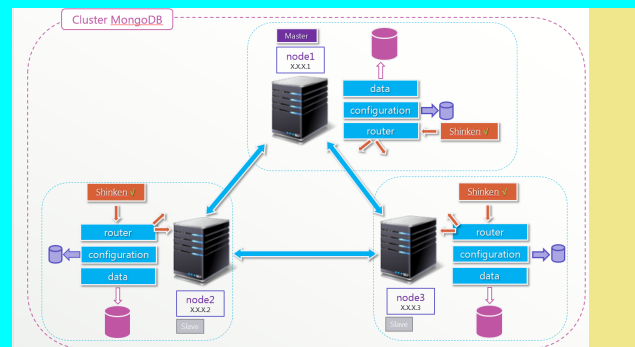 Cluster MongoDB
Master
node1
X.X.X.1
data
configuration
router
Shinken √
Shinken √
router
configuration
data
node2
X.X.X.2
Slave
Shinken √
router
configuration
data
node3
X.X.X.3
Slave